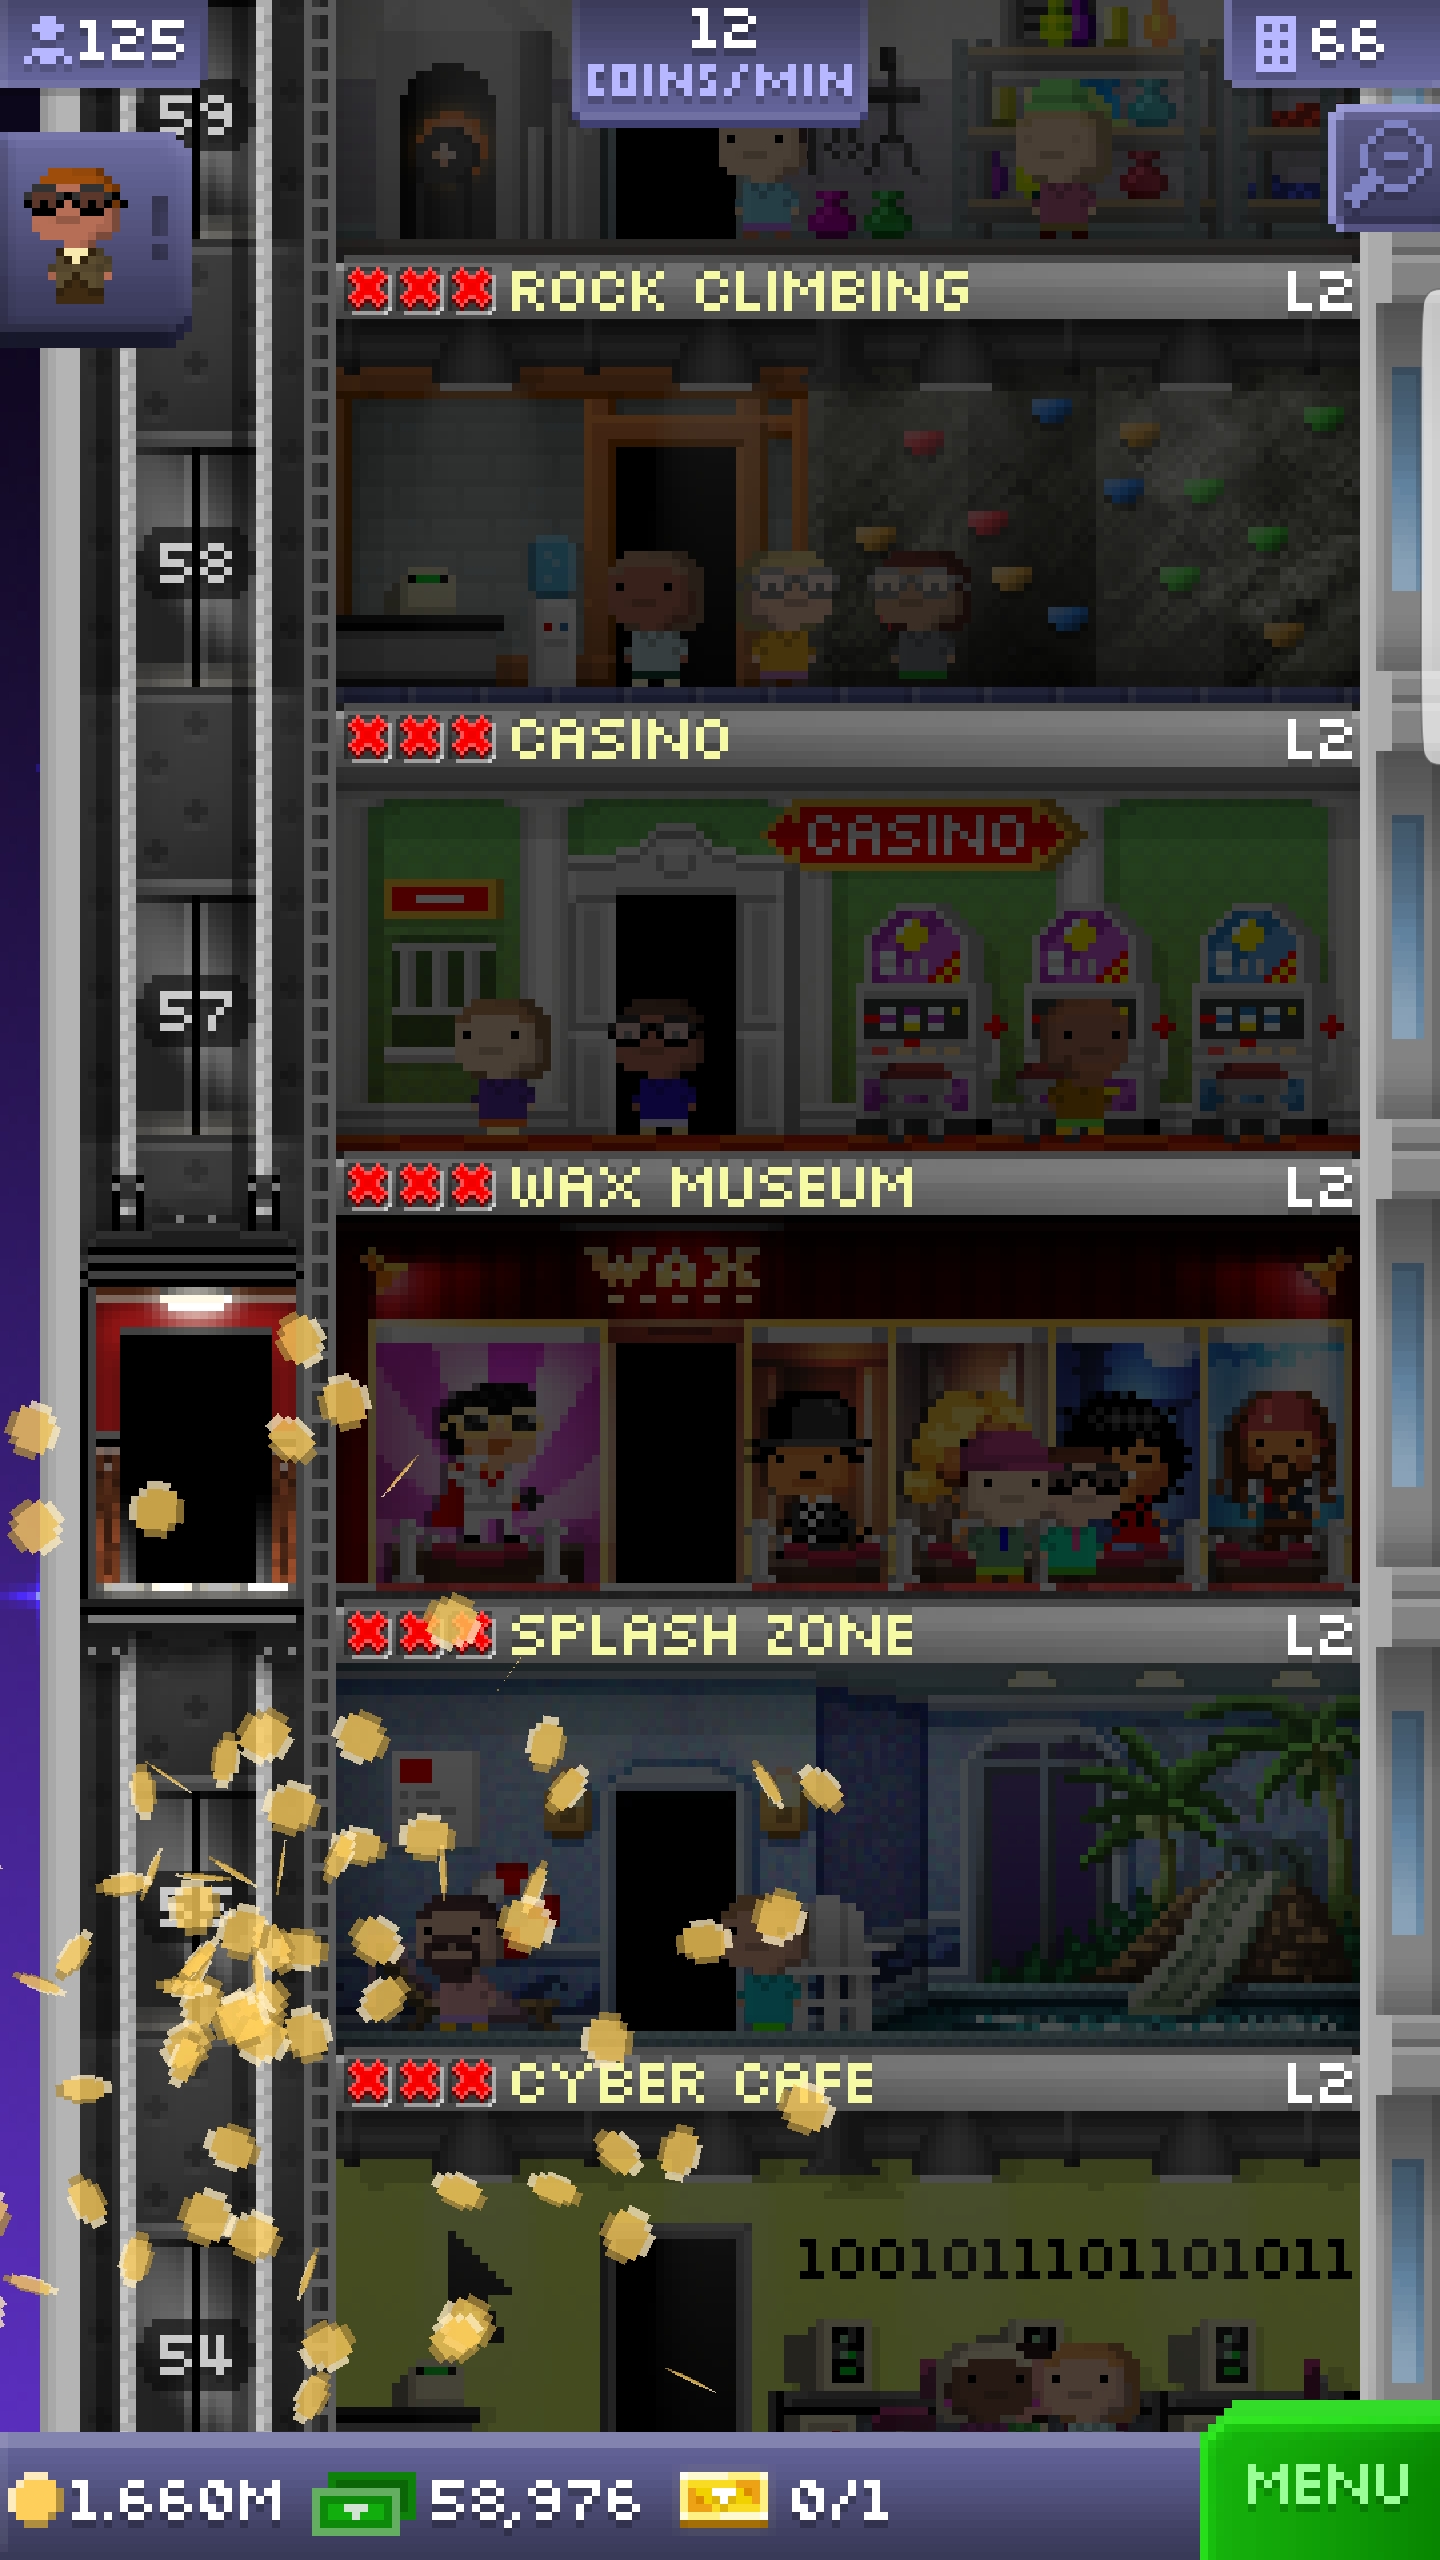 125
12
COINS/MIN
66
59
!
ROCK CLIMBING L2
58
CASINO L2
CASINO
57
WAX MUSEUM L2
WAX
SPLASH ZONE L2
CYBER CAFE L2
1001011101101011
54
1.660M 58,976 0/1
MENU